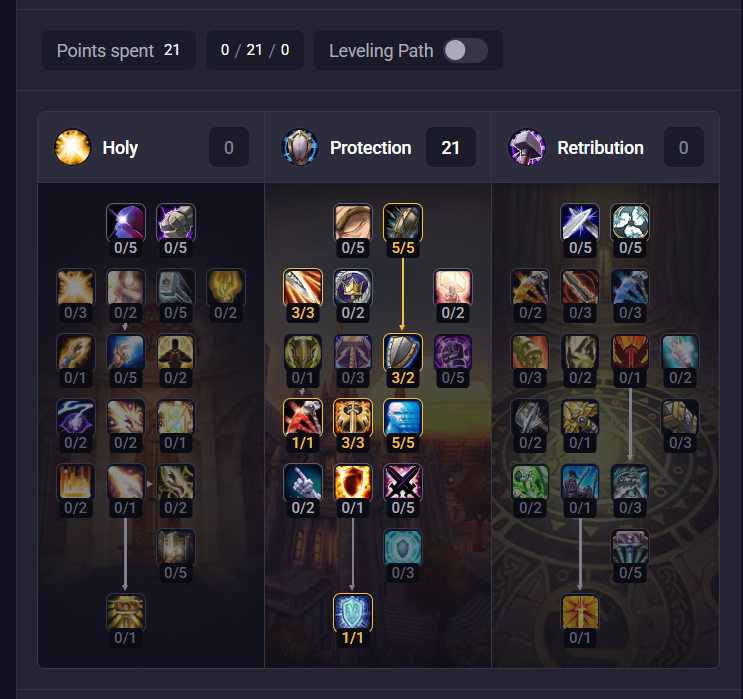 Points spent 21 0 / 21 / 0 Leveling Path
Holy 0 Protection 21 Retribution 0
0/5 0/5 0/5 5/5 0/5 0/5
0/3 0/2 0/5 0/2 3/3 0/2 0/2 0/2 0/3 0/2
0/1 0/5 0/2 0/1 0/3 3/2 0/5 0/3 0/2 0/1 0/2
0/2 0/2 0/1 1/1 3/3 5/5 0/2 0/1 0/3
0/2 0/1 0/2 0/2 0/1 0/5 0/2 0/1 0/3
0/5 0/3 0/5
0/1 1/1 0/1